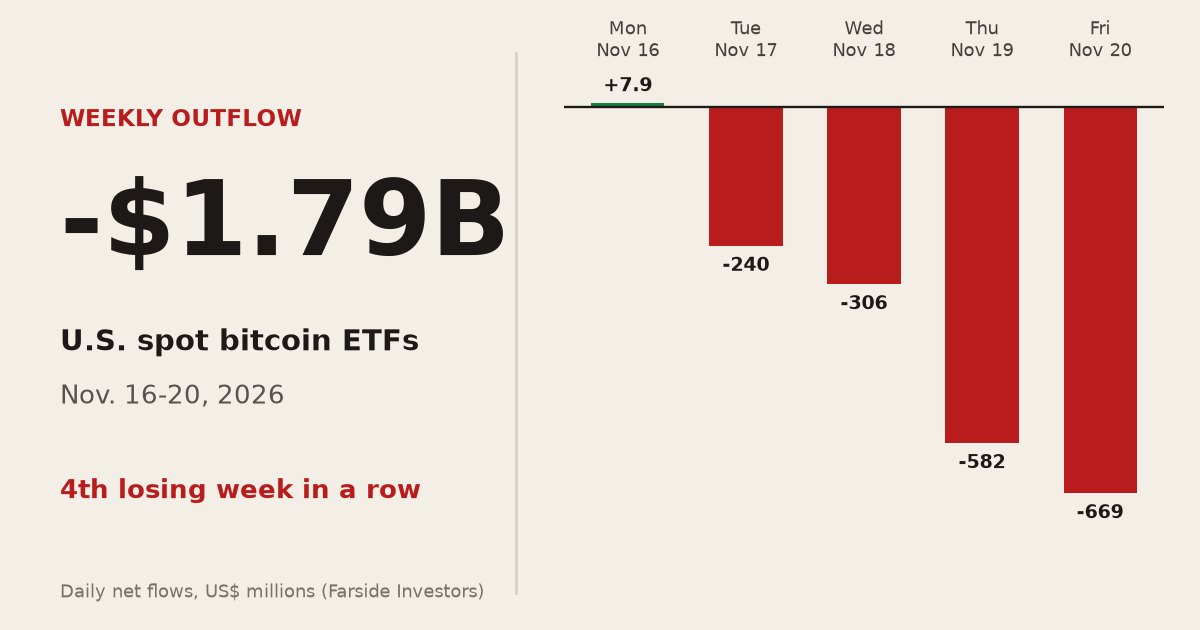 WEEKLY OUTFLOW
-$1.79B
U.S. spot bitcoin ETFs
Nov. 16-20, 2026
4th losing week in a row
Daily net flows, US$ millions (Farside Investors)
Mon Tue Wed Thu Fri
Nov 16 Nov 17 Nov 18 Nov 19 Nov 20
+7.9
-240
-306
-582
-669